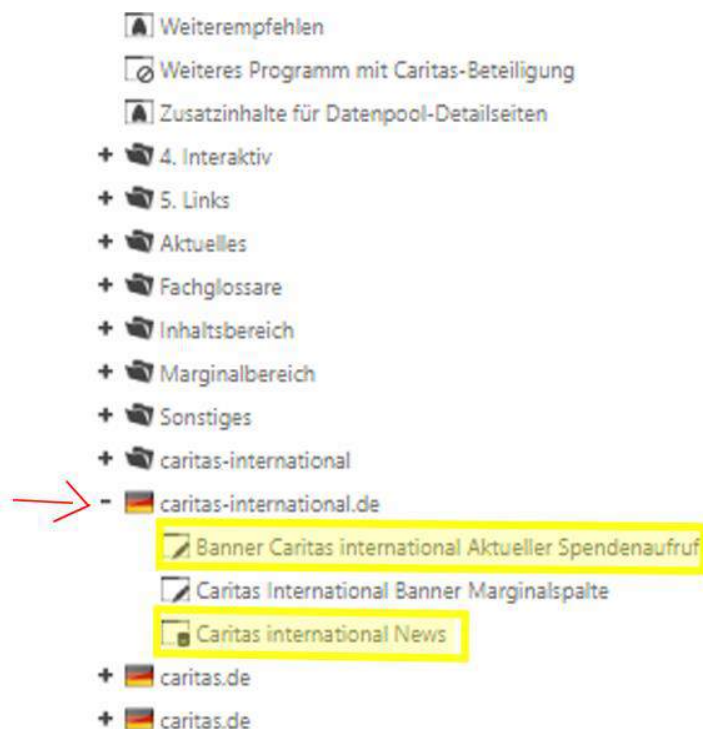 Weiterempfehlen
Weiteres Programm mit Caritas-Beteiligung
Zusatzinhalte für Datenpool-Detailseiten
4. Interaktiv
5. Links
Aktuelles
Fachglossare
Inhaltsbereich
Marginalbereich
Sonstiges
caritas-international
caritas-international.de
Banner Caritas international Aktueller Spendenaufruf
Caritas International Banner Marginalspalte
Caritas international News
caritas.de
caritas.de